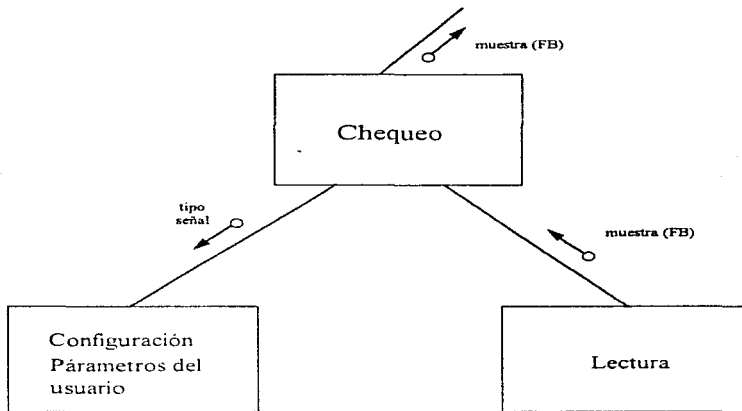 muestra (FB)
Chequeo
tipo
señal
muestra (FB)
Configuración
Párametros del
usuario
Lectura